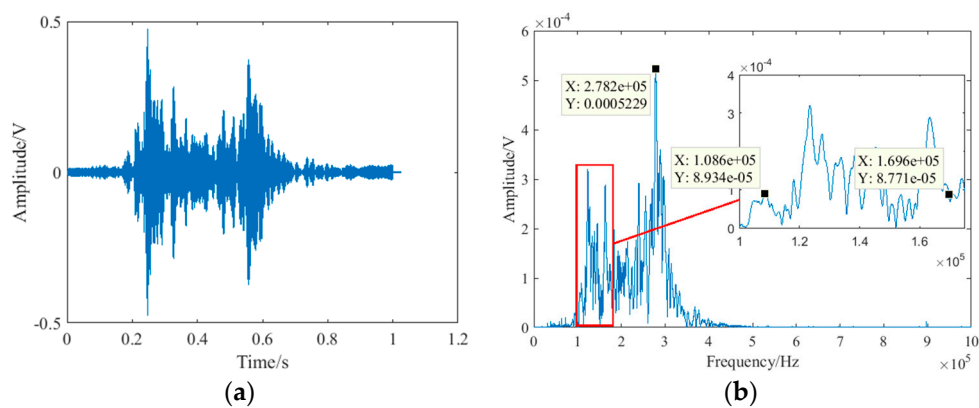 0.5
0
-0.5
Amplitude/V
0 0.2 0.4 0.6 0.8 1 1.2
Time/s
(a)
×10⁻⁴
6
5
4
3
2
1
0
Amplitude/V
X: 2.782e+05
Y: 0.0005229
×10⁻⁴
4
2
0
X: 1.086e+05
Y: 8.934e-05
X: 1.696e+05
Y: 8.771e-05
1 1.2 1.4 1.6
×10⁵
0 1 2 3 4 5 6 7 8 9 10
Frequency/Hz
×10⁵
(b)